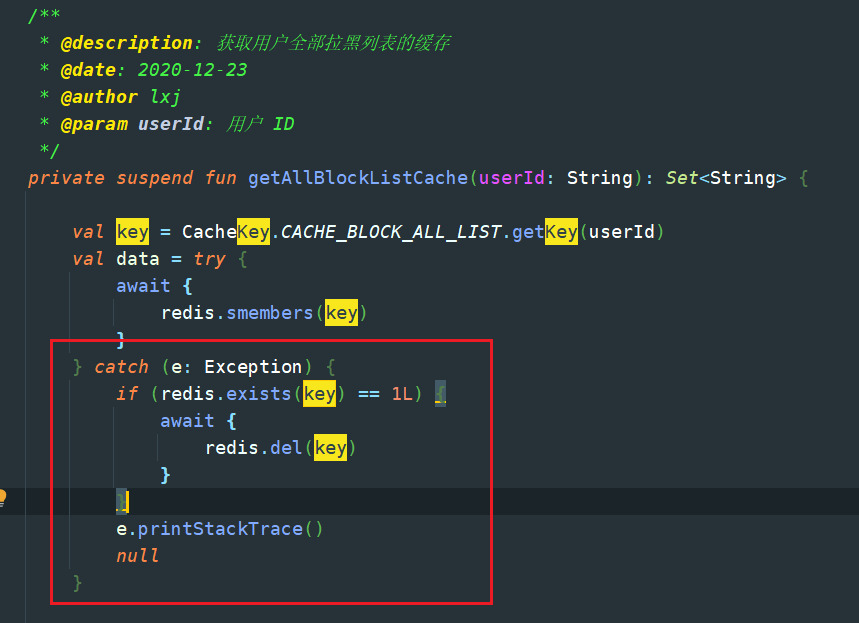 /**
 * @description: 获取用户全部拉黑列表的缓存
 * @date: 2020-12-23
 * @author lxj
 * @param userId: 用户 ID
 */
private suspend fun getAllBlockListCache(userId: String): Set<String> {
    val key = CacheKey.CACHE_BLOCK_ALL_LIST.getKey(userId)
    val data = try {
        await {
            redis.smembers(key)
        }
    } catch (e: Exception) {
        if (redis.exists(key) == 1L) {
            await {
                redis.del(key)
            }
        }
        e.printStackTrace()
        null
    }